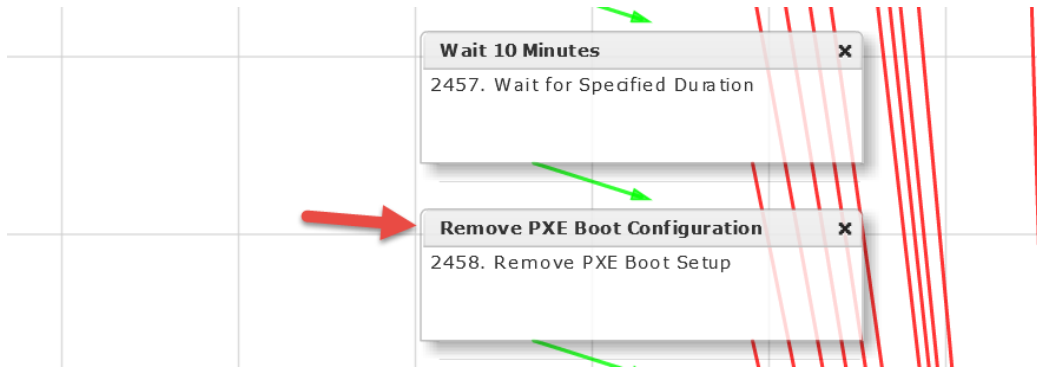 Wait 10 Minutes
2457. Wait for Specified Duration
Remove PXE Boot Configuration
2458. Remove PXE Boot Setup